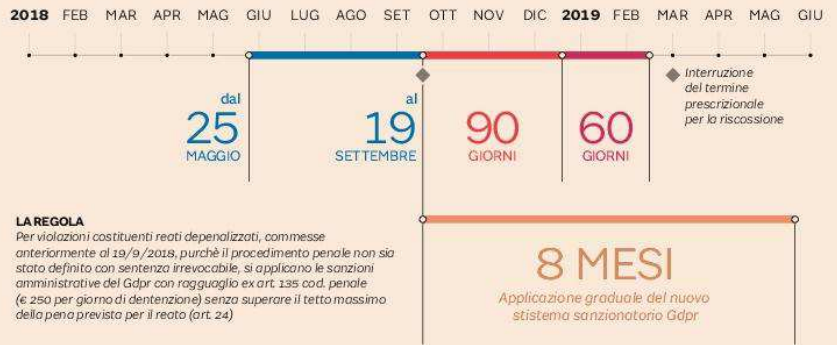 2018 FEB MAR APR MAG GIU LUG AGO SET OTT NOV DIC 2019 FEB MAR APR MAG GIU
Interruzione
del termine
prescrizionale
per la riscossione
dal
25
MAGGIO
al
19
SETTEMBRE
90
GIORNI
60
GIORNI
LA REGOLA
Per violazioni costituenti reati depenalizzati, commesse
anteriormente al 19/9/2018, purchè il procedimento penale non sia
stato definito con sentenza irrevocabile, si applicano le sanzioni
amministrative del Gdpr con ragguaglio ex art. 135 cod. penale
(€ 250 per giorno di dentenzione) senza superare il tetto massimo
della pena prevista per il reato (art. 24)
8 MESI
Applicazione graduale del nuovo
stistema sanzionatorio Gdpr